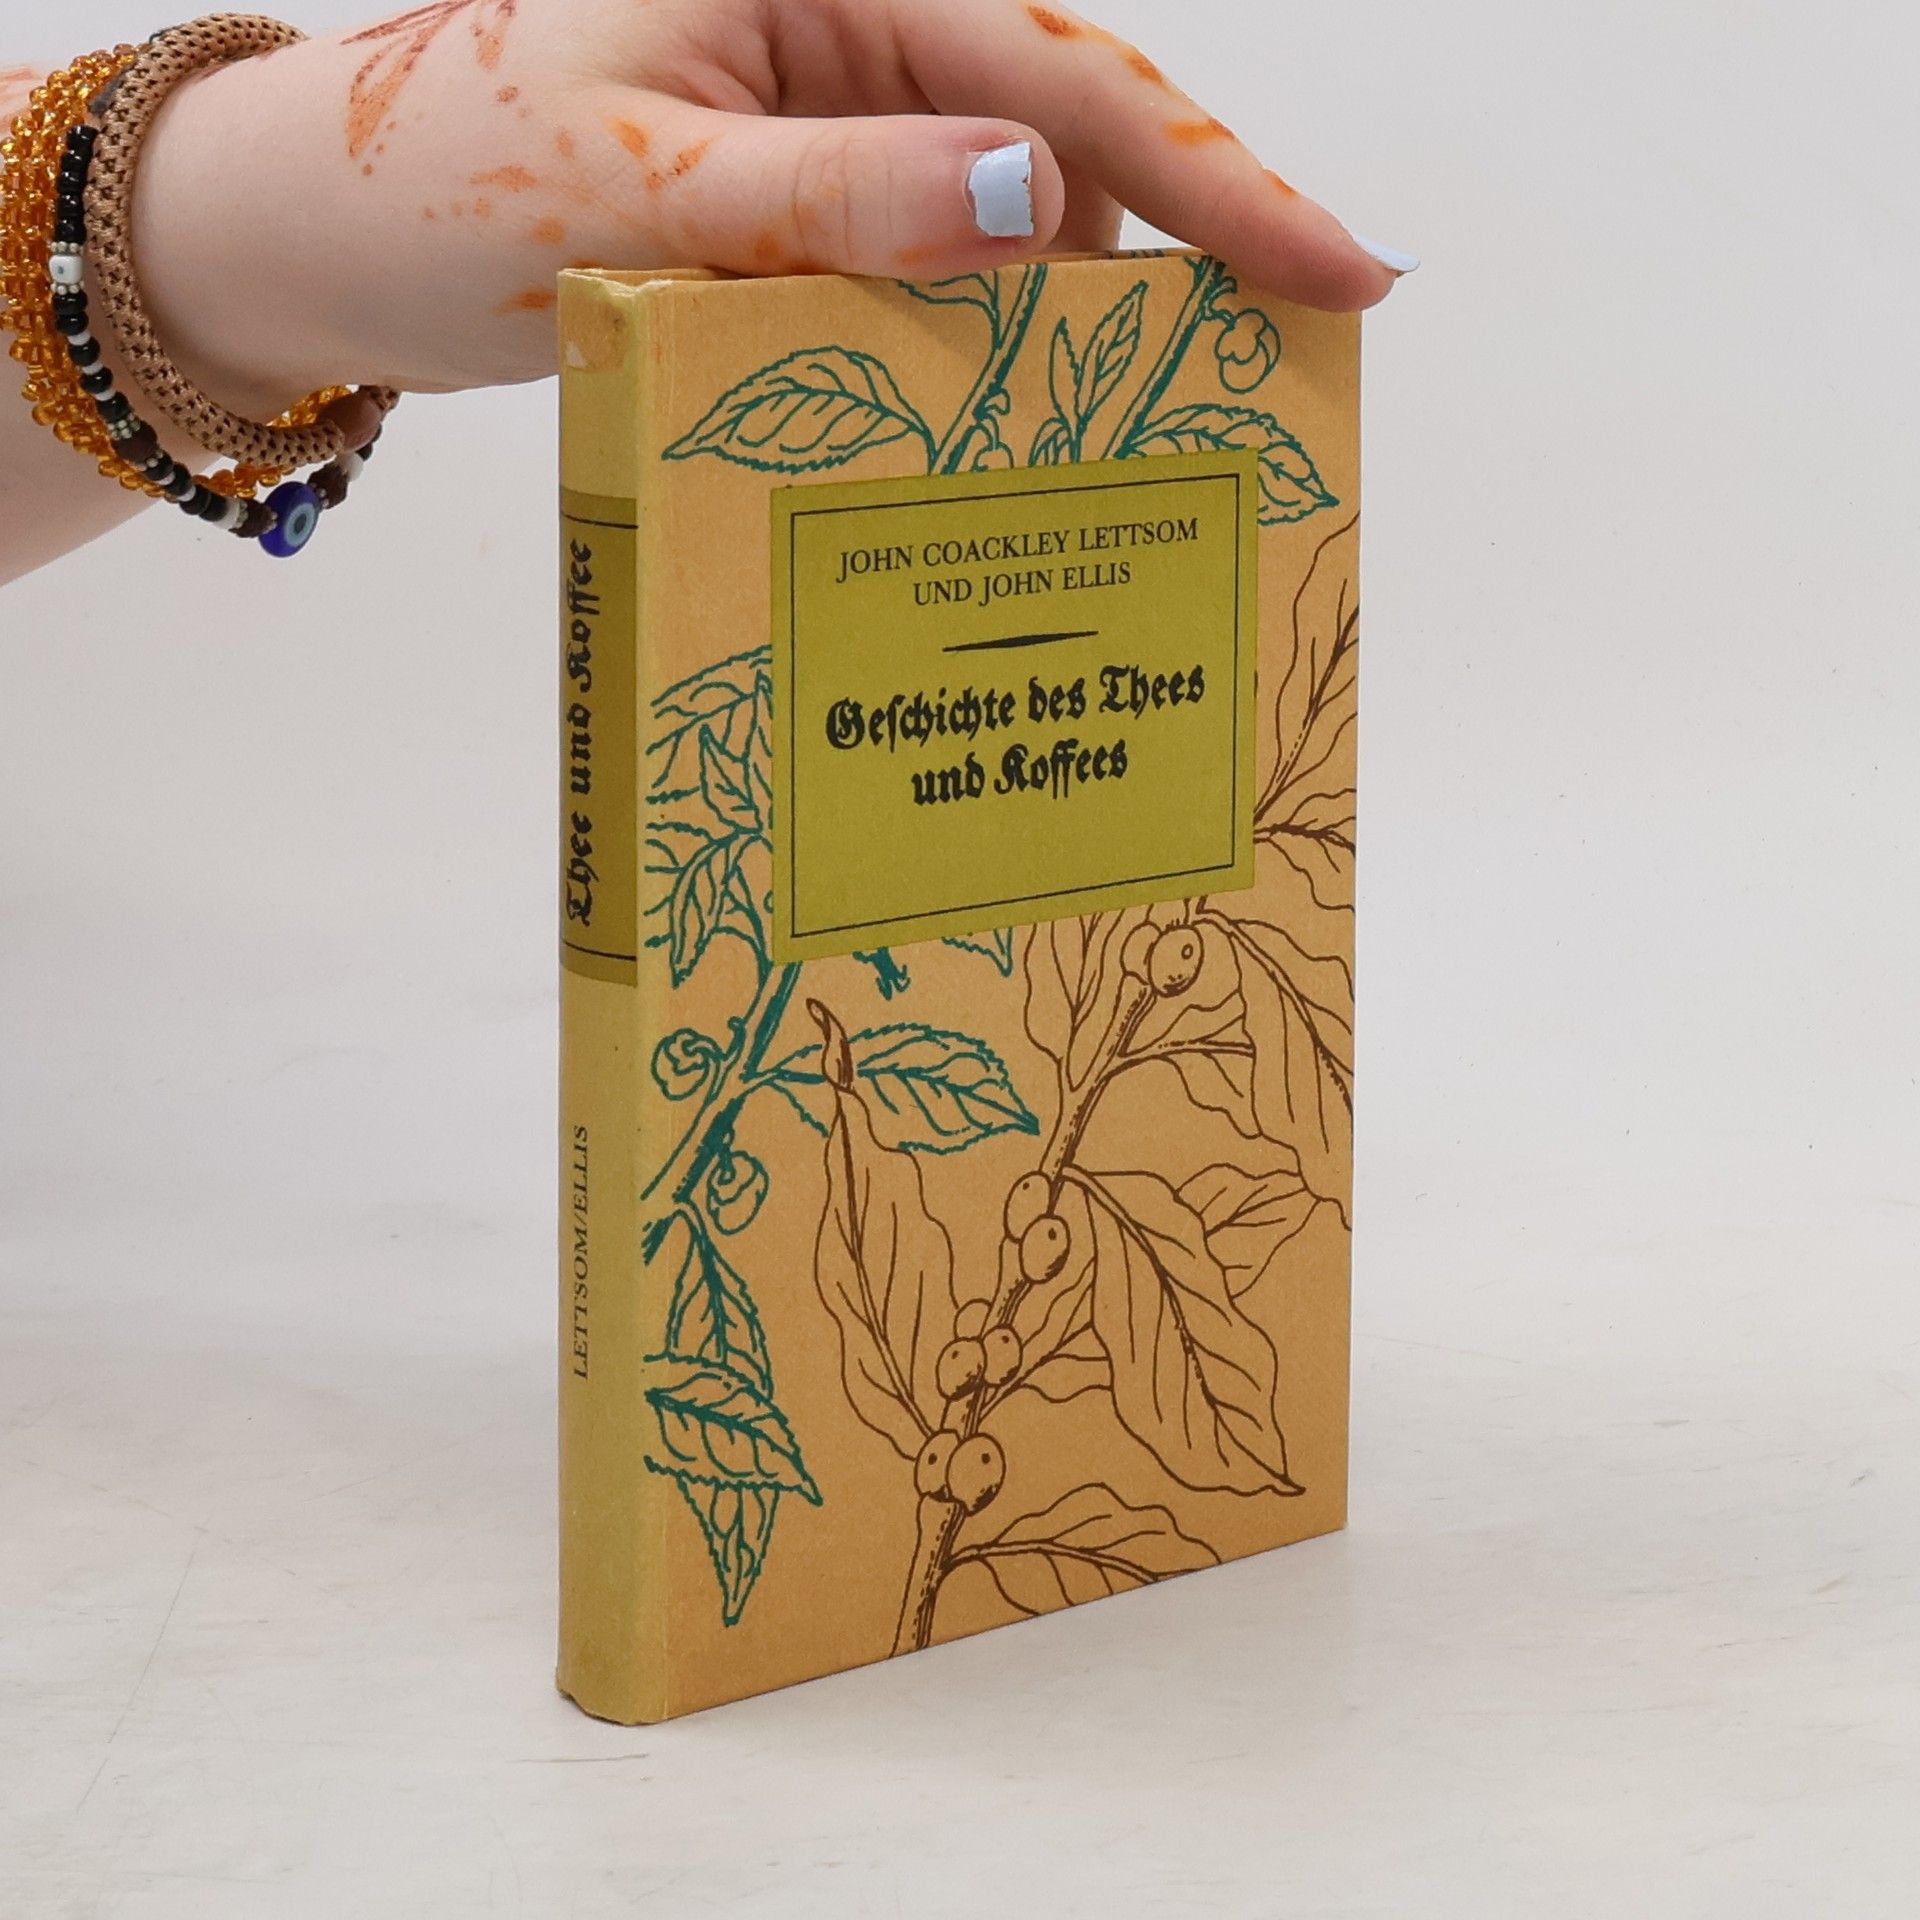 JOHN COACKLEY LETTSOM
UND JOHN ELLIS
Geſchichte des Thees
und Koffees
Thee und Koffee
LETTSOM/ELLIS